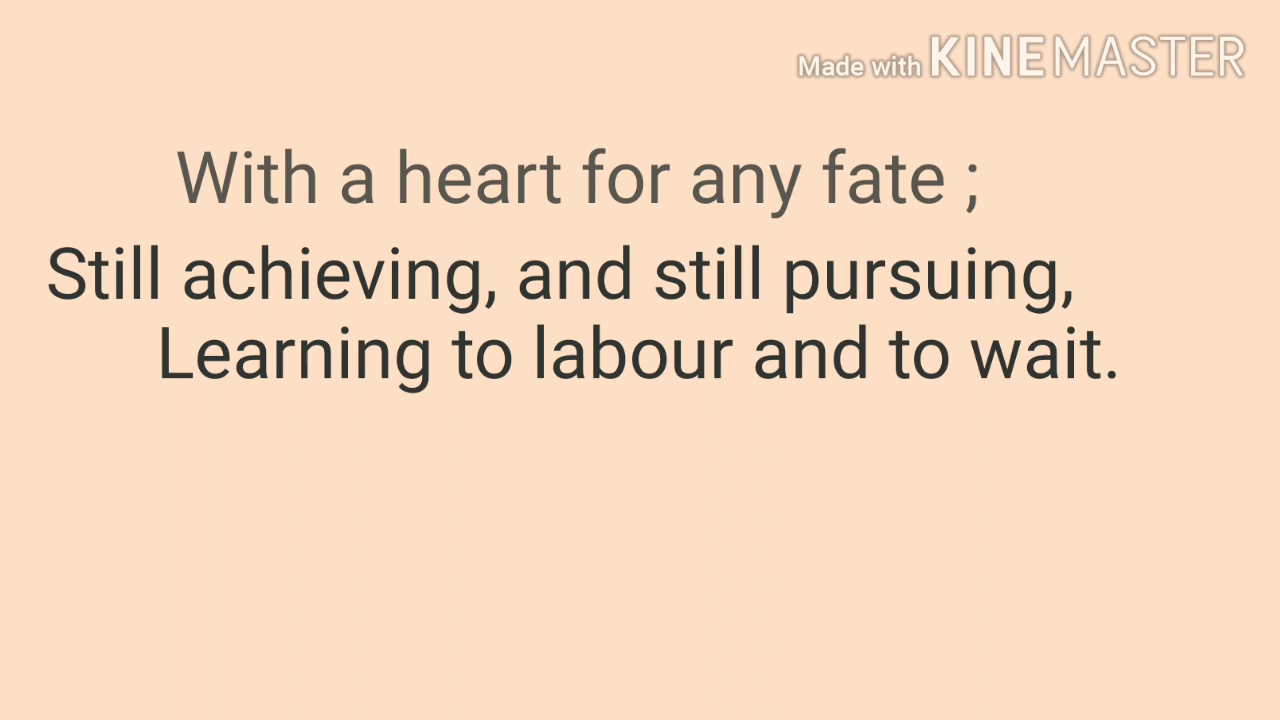 Made with KINEMASTER
With a heart for any fate ;
Still achieving, and still pursuing,
Learning to labour and to wait.